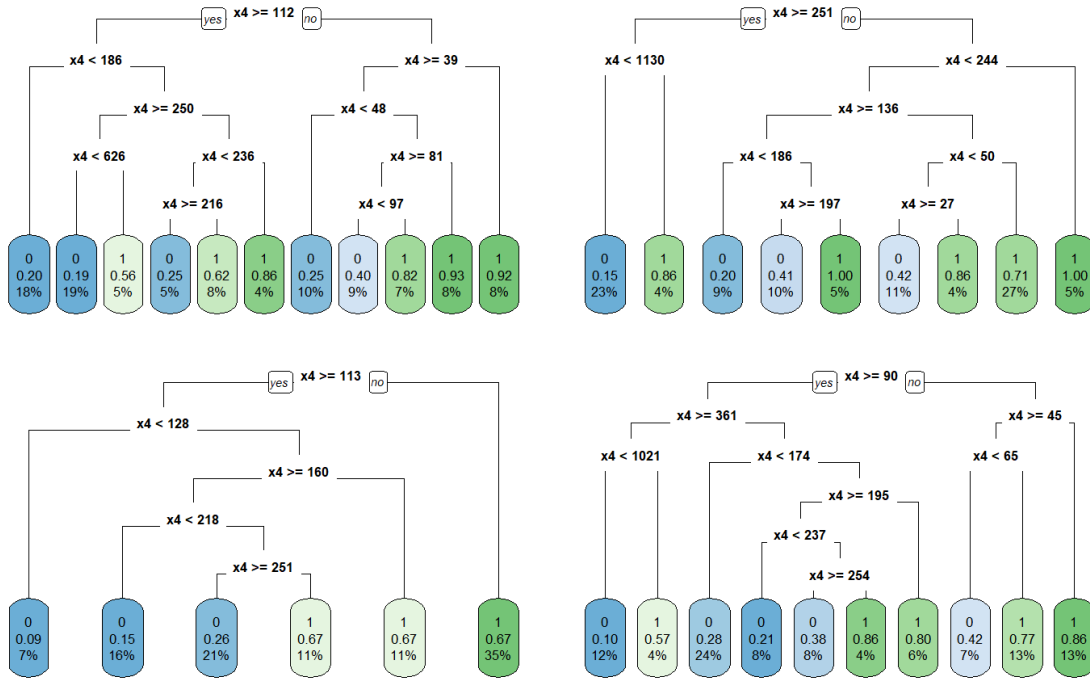 yes x4 >= 112 no
x4 < 186 x4 >= 39
x4 >= 250 x4 < 48
x4 < 626 x4 < 236 x4 >= 81
x4 >= 216 x4 < 97
0 0 1 0 1 1 0 0 1 1 1
0.20 0.19 0.56 0.25 0.62 0.86 0.25 0.40 0.82 0.93 0.92
18% 19% 5% 5% 8% 4% 10% 9% 7% 8% 8%
yes x4 >= 251 no
x4 < 1130 x4 < 244
x4 >= 136
x4 < 186 x4 < 50
x4 >= 197 x4 >= 27
0 1 0 0 1 0 1 1 1
0.15 0.86 0.20 0.41 1.00 0.42 0.86 0.71 1.00
23% 4% 9% 10% 5% 11% 4% 27% 5%
yes x4 >= 113 no
x4 < 128
x4 >= 160
x4 < 218
x4 >= 251
0 0 0 1 1 1
0.09 0.15 0.26 0.67 0.67 0.67
7% 16% 21% 11% 11% 35%
yes x4 >= 90 no
x4 >= 361 x4 >= 45
x4 < 1021 x4 < 174 x4 < 65
x4 >= 195
x4 < 237
x4 >= 254
0 1 0 0 0 1 1 0 1 1
0.10 0.57 0.28 0.21 0.38 0.86 0.80 0.42 0.77 0.86
12% 4% 24% 8% 8% 4% 6% 7% 13% 13%